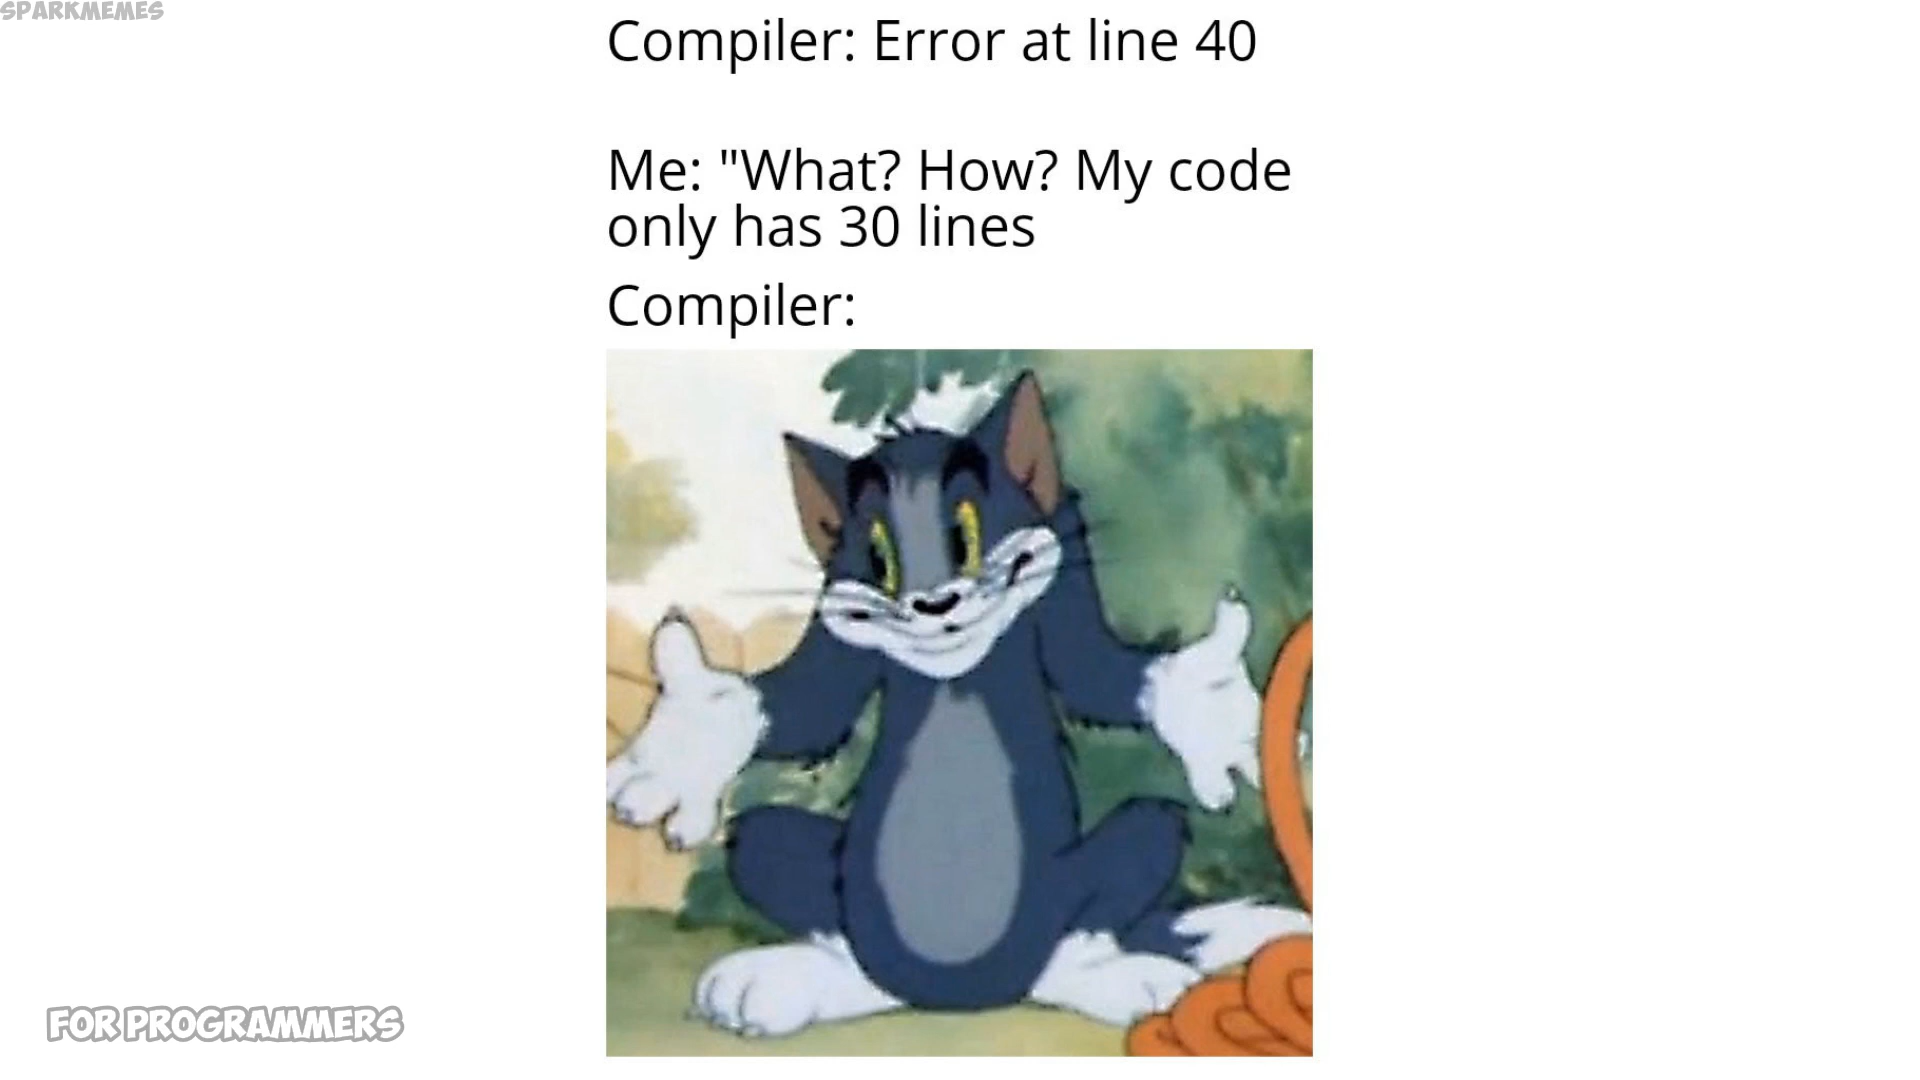 SPARKMEMES
Compiler: Error at line 40
Me: "What? How? My code
only has 30 lines
Compiler:
FOR PROGRAMMERS